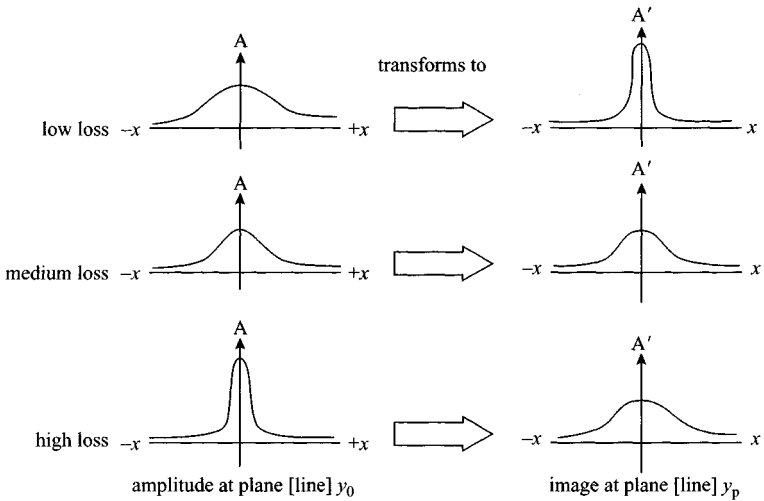 A
A′
transforms to
low loss –x +x –x x
A
A′
medium loss –x +x –x x
A
A′
high loss –x +x –x x
amplitude at plane [line] y₀
image at plane [line] yₚ